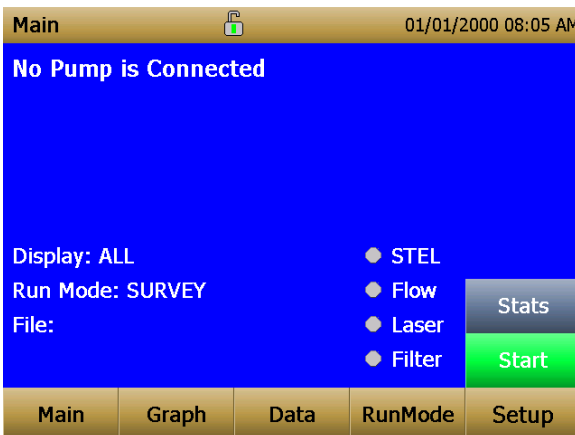 Main 01/01/2000 08:05 AM
No Pump is Connected
Display: ALL
STEL
Run Mode: SURVEY
Flow
File:
Laser
Filter
Stats
Start
Main Graph Data RunMode Setup